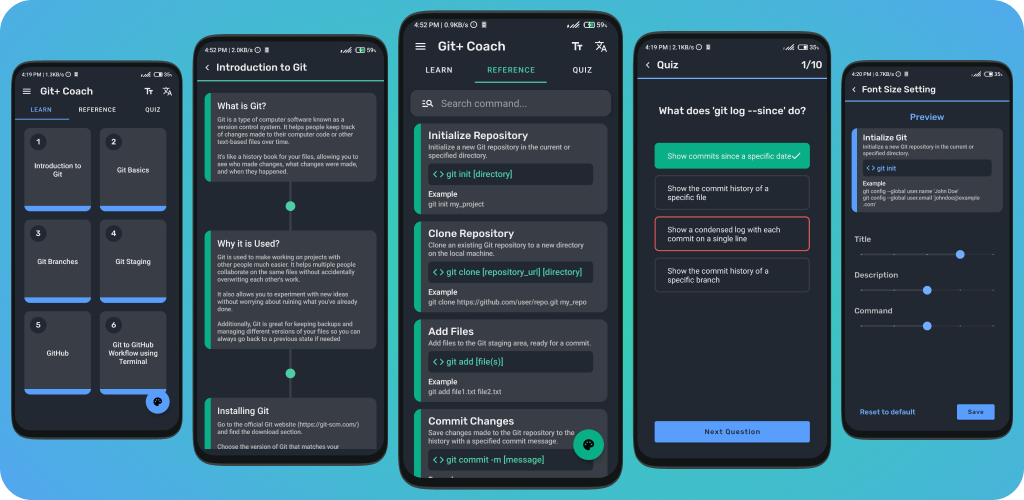 4:19 PM | 1.3KB/s
35%
Git+ Coach
LEARN
REFERENCE
QUIZ
1
Introduction to
Git
2
Git Basics
3
Git Branches
4
Git Staging
5
GitHub
6
Git to GitHub
Workflow using
Terminal
4:52 PM | 2.0KB/s
59%
Introduction to Git
What is Git?
Git is a type of computer software known as a
version control system. It helps people keep track
of changes made to their computer code or other
text-based files over time.
It's like a history book for your files, allowing you to
see who made changes, what changes were made,
and when they happened.
Why it is Used?
Git is used to make working on projects with
other people much easier. It helps multiple people
collaborate on the same files without accidentally
overwriting each other's work.
It also allows you to experiment with new ideas
without worrying about ruining what you've already
done.
Additionally, Git is great for keeping backups and
managing different versions of your files so you can
always go back to a previous state if needed
Installing Git
Go to the official Git website (https://git-scm.com/)
and find the download section.
Choose the version of Git that matches your
4:52 PM | 0.9KB/s
59%
Git+ Coach
LEARN
REFERENCE
QUIZ
Search command...
Initialize Repository
Initialize a new Git repository in the current or
specified directory.
<> git init [directory]
Example
git init my_project
Clone Repository
Clone an existing Git repository to a new directory
on the local machine.
<> git clone [repository_url] [directory]
Example
git clone https://github.com/user/repo.git my_repo
Add Files
Add files to the Git staging area, ready for a commit.
<> git add [file(s)]
Example
git add file1.txt file2.txt
Commit Changes
Save changes made to the Git repository to the
history with a specified commit message.
<> git commit -m [message]
4:19 PM | 2.1KB/s
35%
Quiz
1/10
What does 'git log --since' do?
Show commits since a specific date
Show the commit history of a
specific file
Show a condensed log with each
commit on a single line
Show the commit history of a
specific branch
Next Question
4:20 PM | 0.7KB/s
35%
Font Size Setting
Preview
Intialize Git
Initialize a new Git repository in the current or
specified directory.
<> git init
Example
git config --global user.name 'John Doe'
git config --global user.email 'johndoe@example
.com'
Title
Description
Command
Reset to default
Save